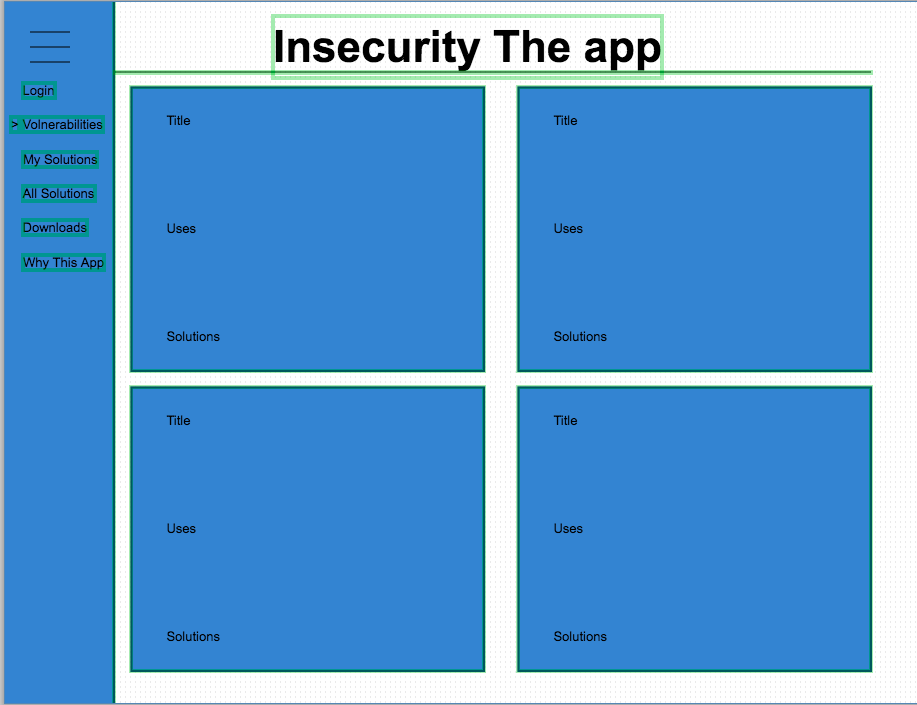 Insecurity The app
Login
> Volnerabilities
My Solutions
All Solutions
Downloads
Why This App
Title
Uses
Solutions
Title
Uses
Solutions
Title
Uses
Solutions
Title
Uses
Solutions